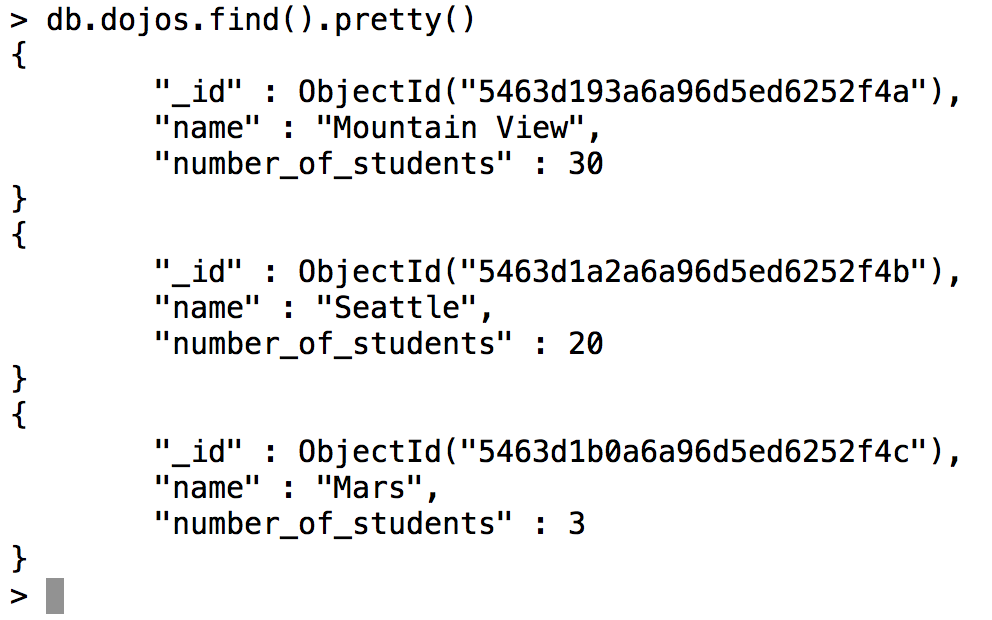 > db.dojos.find().pretty()
{
        "_id" : ObjectId("5463d193a6a96d5ed6252f4a"),
        "name" : "Mountain View",
        "number_of_students" : 30
}
{
        "_id" : ObjectId("5463d1a2a6a96d5ed6252f4b"),
        "name" : "Seattle",
        "number_of_students" : 20
}
{
        "_id" : ObjectId("5463d1b0a6a96d5ed6252f4c"),
        "name" : "Mars",
        "number_of_students" : 3
}
>